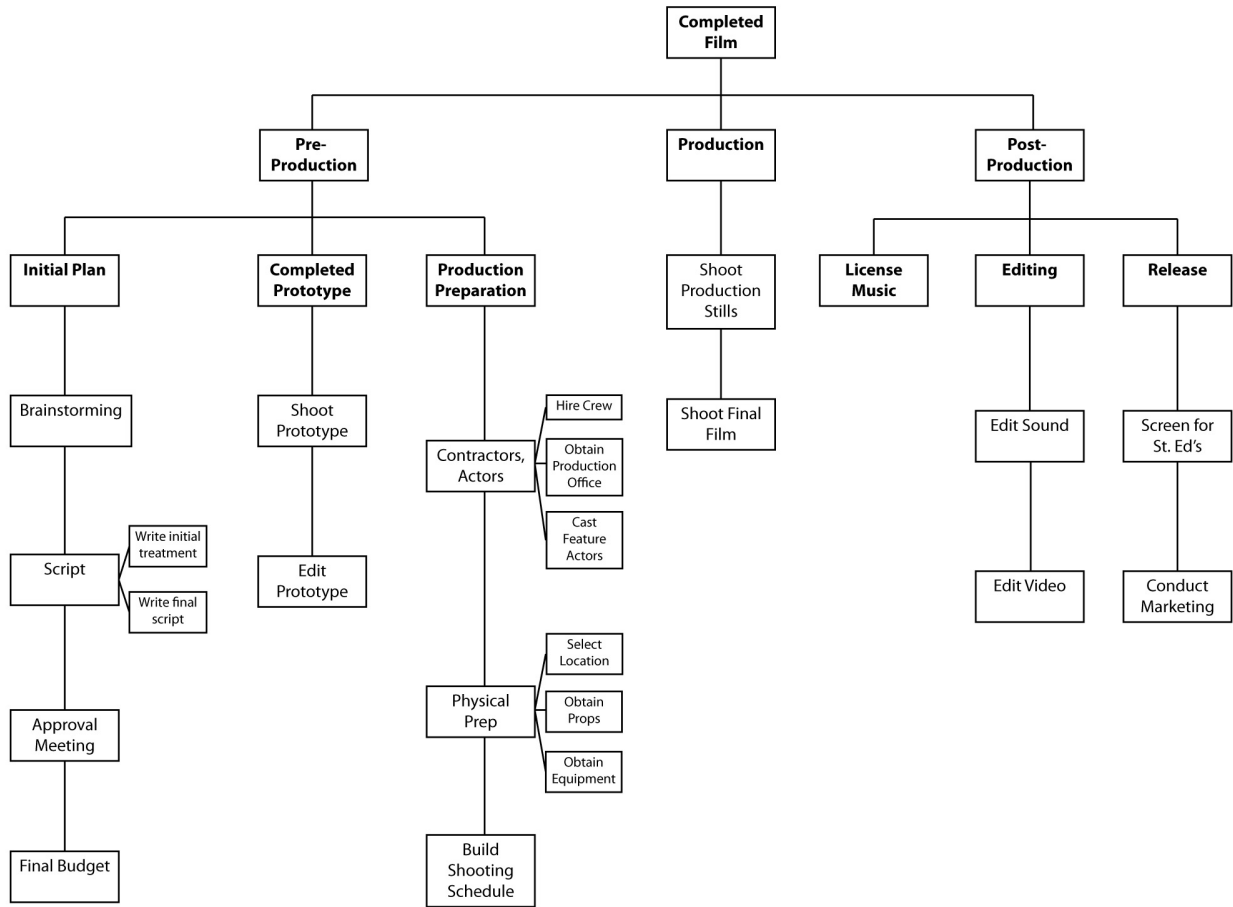 Completed
Film
Pre-
Production
Production
Post-
Production
Initial Plan
Completed
Prototype
Production
Preparation
Shoot
Production
Stills
License
Music
Editing
Release
Brainstorming
Shoot
Prototype
Contractors,
Actors
Hire Crew
Obtain
Production
Office
Cast
Feature
Actors
Shoot Final
Film
Edit Sound
Screen for
St. Ed's
Script
Write initial
treatment
Write final
script
Edit
Prototype
Edit Video
Conduct
Marketing
Approval
Meeting
Physical
Prep
Select
Location
Obtain
Props
Obtain
Equipment
Final Budget
Build
Shooting
Schedule